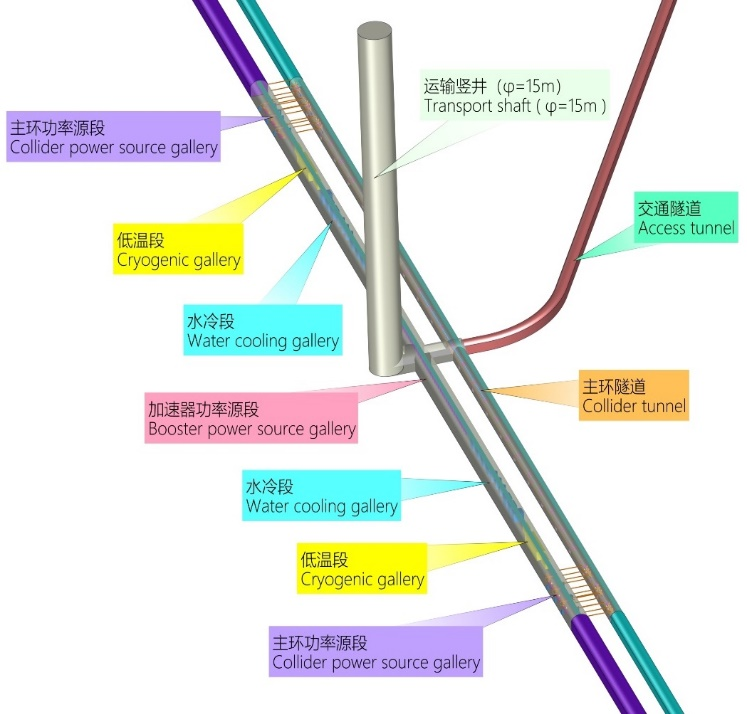 运输竖井（φ=15m）
Transport shaft ( φ=15m )
主环功率源段
Collider power source gallery
交通隧道
Access tunnel
低温段
Cryogenic gallery
水冷段
Water cooling gallery
主环隧道
Collider tunnel
加速器功率源段
Booster power source gallery
水冷段
Water cooling gallery
低温段
Cryogenic gallery
主环功率源段
Collider power source gallery